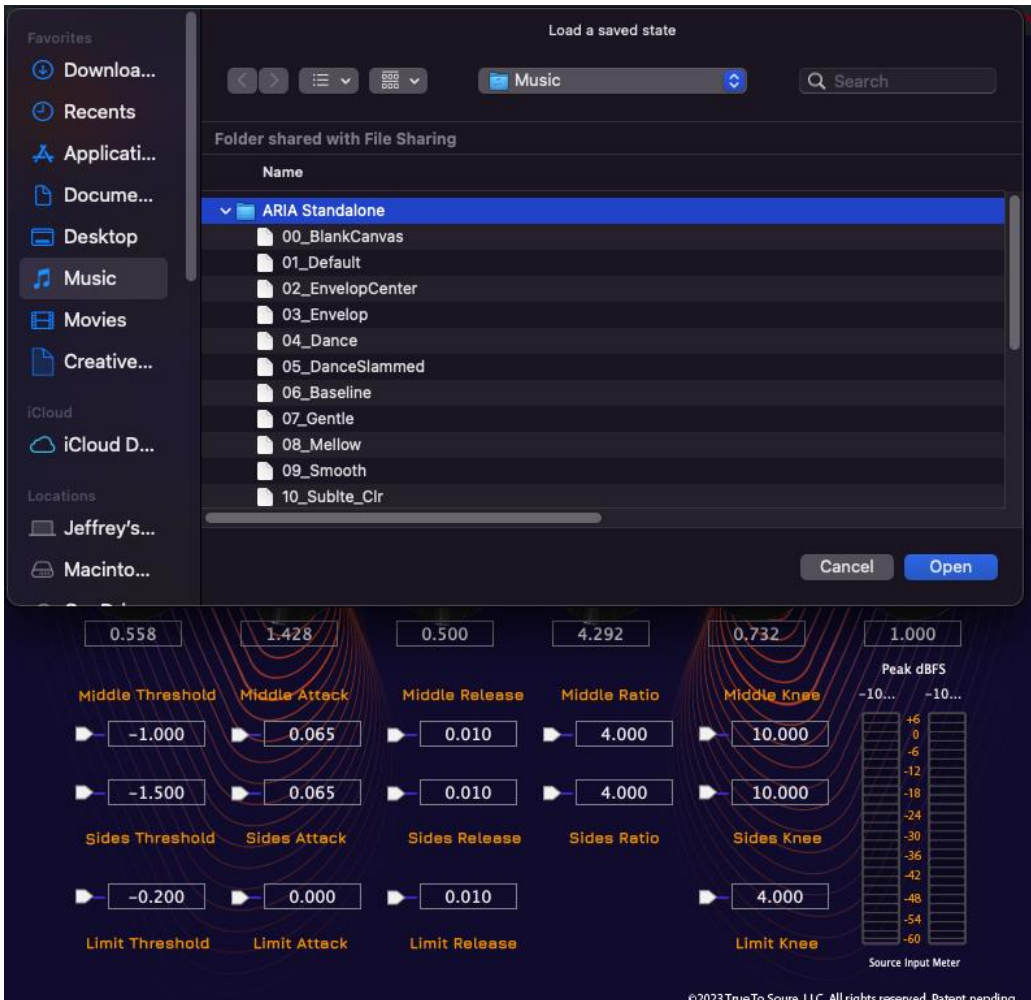 Load a saved state
Favorites
Downloa...
Recents
Applicati...
Docume...
Desktop
Music
Movies
Creative...
iCloud
iCloud D...
Locations
Jeffrey's...
Macinto...
Music
Search
Folder shared with File Sharing
Name
ARIA Standalone
00_BlankCanvas
01_Default
02_EnvelopCenter
03_Envelop
04_Dance
05_DanceSlammed
06_Baseline
07_Gentle
08_Mellow
09_Smooth
10_Sublte_Clr
Cancel Open
0.558 1.428 0.500 4.292 0.732 1.000
Middle Threshold Middle Attack Middle Release Middle Ratio Middle Knee
-1.000 0.065 0.010 4.000 10.000
-1.500 0.065 0.010 4.000 10.000
Sides Threshold Sides Attack Sides Release Sides Ratio Sides Knee
-0.200 0.000 0.010 4.000
Limit Threshold Limit Attack Limit Release Limit Knee
Peak dBFS
-10... -10...
+6
0
-6
-12
-18
-24
-30
-36
-42
-48
-54
-60
Source Input Meter
©2023 True To Soure, LLC. All rights reserved. Patent pending